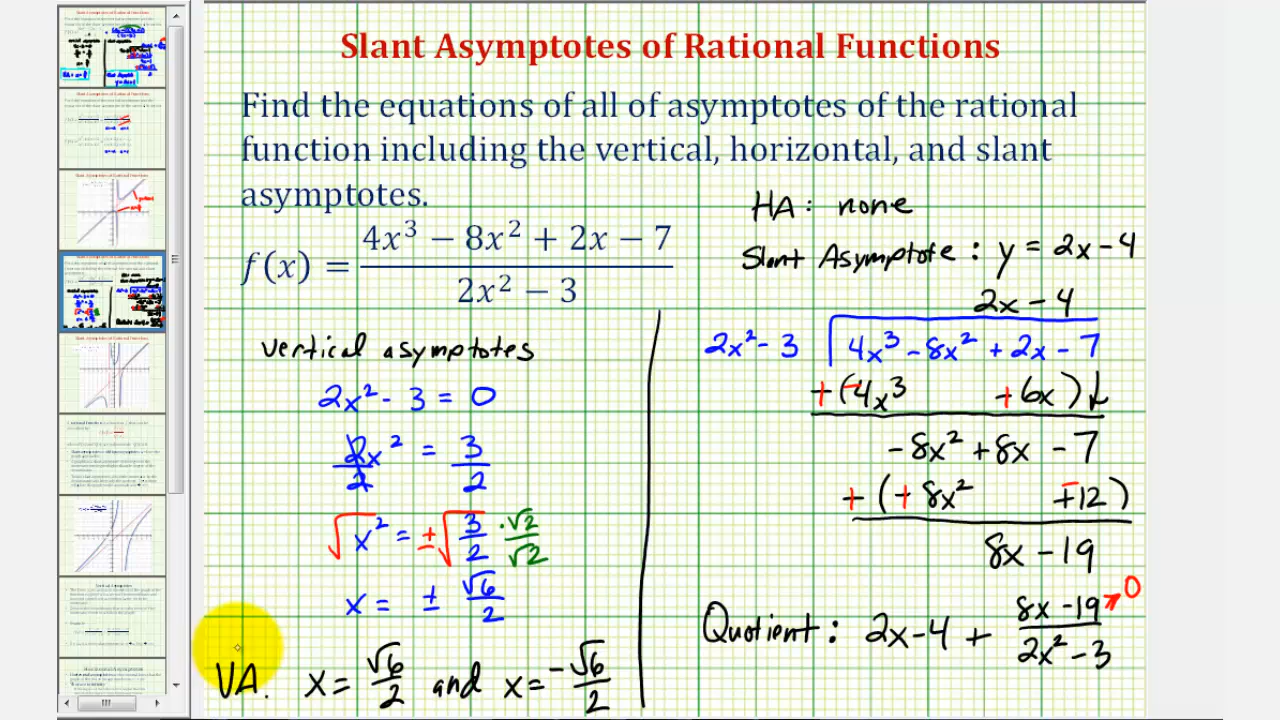 Slant Asymptotes of Rational Functions
Find the equations of all of asymptotes of the rational
function including the vertical, horizontal, and slant
asymptotes.
f(x) = (4x³ − 8x² + 2x − 7)/(2x² − 3)
vertical asymptotes
2x² - 3 = 0
2x²/2 = 3/2
√x² = ±√3/2 · √2/√2
x = ± √6/2
VA: x = √6/2 and x = -√6/2
HA: none
Slant Asymptote: y = 2x - 4
2x - 4
2x² - 3 4x³ - 8x² + 2x - 7
+(-4x³ +6x)↓
-8x² + 8x - 7
+(+8x² -12)
8x - 19
Quotient: 2x - 4 + (8x - 19)/(2x² - 3) → 0